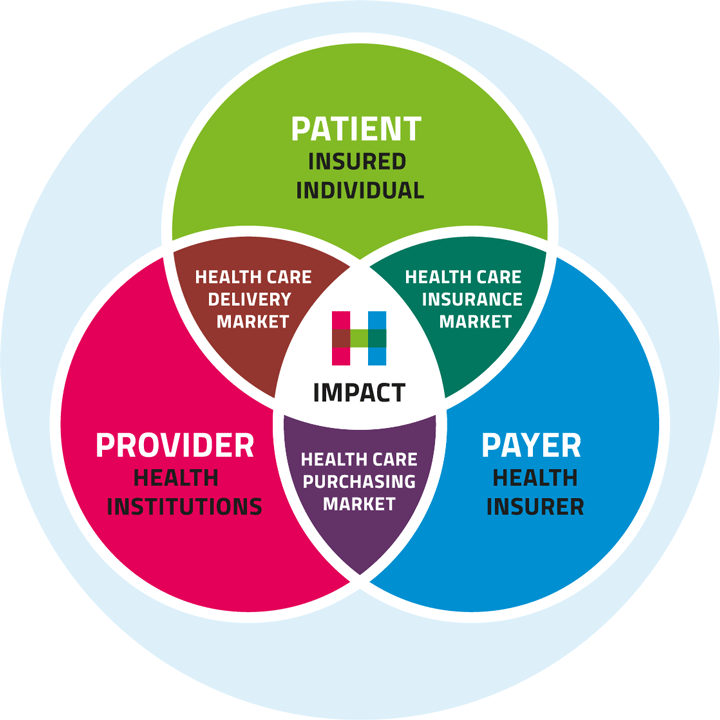 PATIENT
INSURED
INDIVIDUAL
HEALTH CARE
DELIVERY
MARKET
HEALTH CARE
INSURANCE
MARKET
H
IMPACT
PROVIDER
HEALTH
INSTITUTIONS
HEALTH CARE
PURCHASING
MARKET
PAYER
HEALTH
INSURER